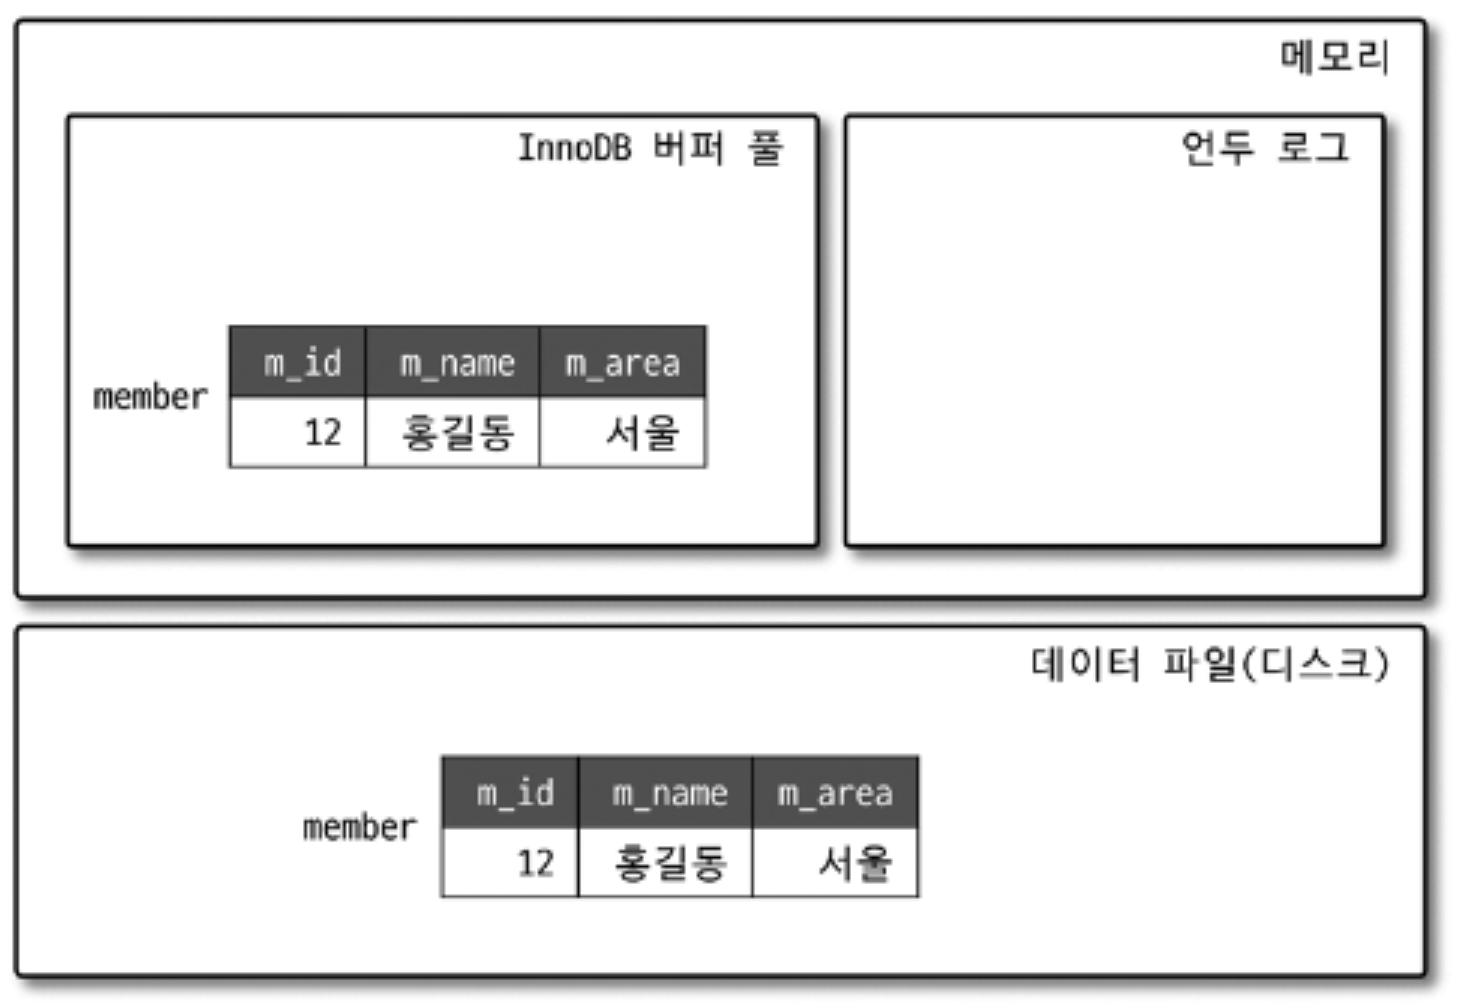 메모리
InnoDB 버퍼 풀
언두 로그
m_id m_name m_area
member
12 홍길동 서울
데이터 파일(디스크)
m_id m_name m_area
member
12 홍길동 서울